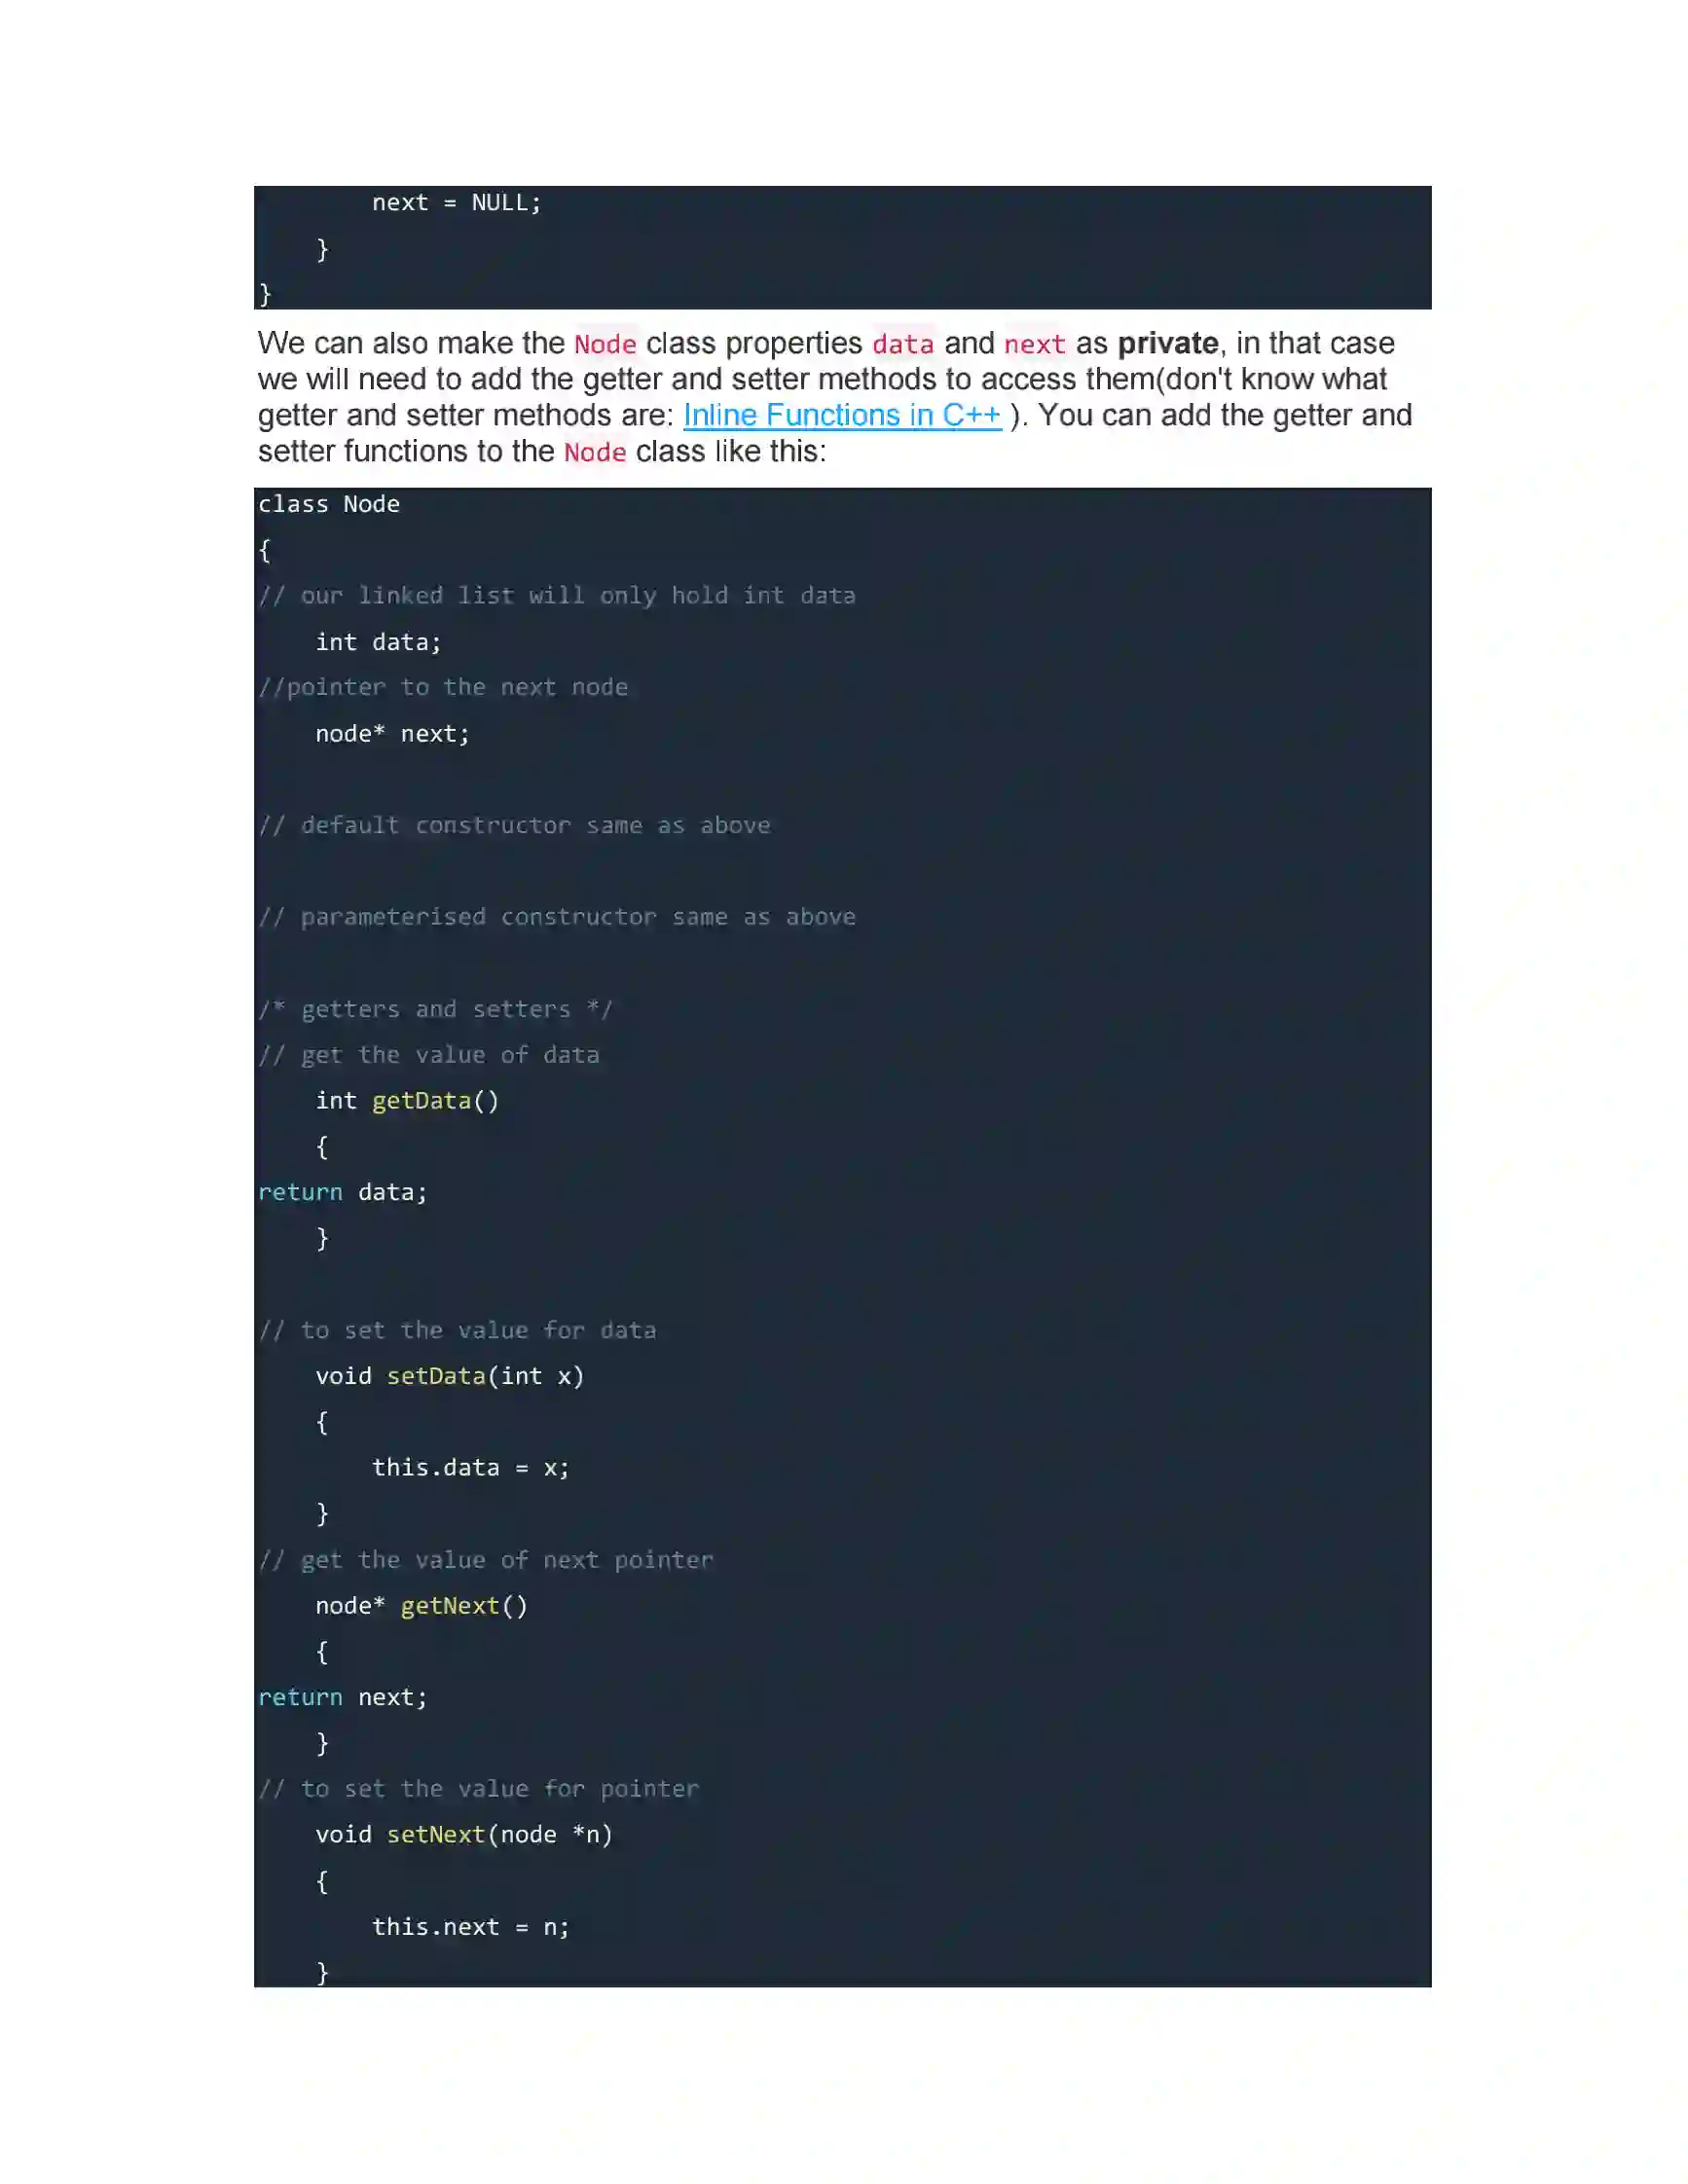 next = NULL;
    }
}
We can also make the Node class properties data and next as private, in that case
we will need to add the getter and setter methods to access them(don't know what
getter and setter methods are: Inline Functions in C++ ). You can add the getter and
setter functions to the Node class like this:
class Node
{
// our linked list will only hold int data
    int data;
//pointer to the next node
    node* next;
// default constructor same as above
// parameterised constructor same as above
/* getters and setters */
// get the value of data
    int getData()
    {
return data;
    }
// to set the value for data
    void setData(int x)
    {
        this.data = x;
    }
// get the value of next pointer
    node* getNext()
    {
return next;
    }
// to set the value for pointer
    void setNext(node *n)
    {
        this.next = n;
    }